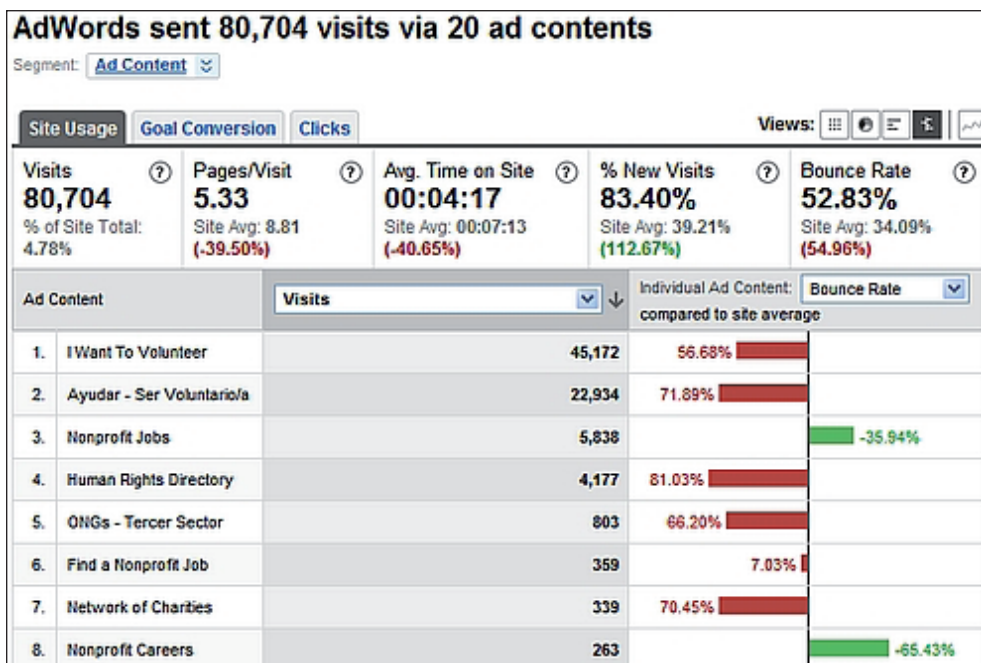 AdWords sent 80,704 visits via 20 ad contents
Segment: Ad Content
Site Usage Goal Conversion Clicks Views:
Visits Pages/Visit Avg. Time on Site % New Visits Bounce Rate
80,704 5.33 00:04:17 83.40% 52.83%
% of Site Total: Site Avg: 8.81 Site Avg: 00:07:13 Site Avg: 39.21% Site Avg: 34.09%
4.78% (-39.50%) (-40.65%) (112.67%) (54.96%)
Ad Content Visits Individual Ad Content: Bounce Rate
compared to site average
1. I Want To Volunteer 45,172 56.68%
2. Ayudar - Ser Voluntario/a 22,934 71.89%
3. Nonprofit Jobs 5,838 -35.94%
4. Human Rights Directory 4,177 81.03%
5. ONGs - Tercer Sector 803 66.20%
6. Find a Nonprofit Job 359 7.03%
7. Network of Charities 339 70.45%
8. Nonprofit Careers 263 -65.43%